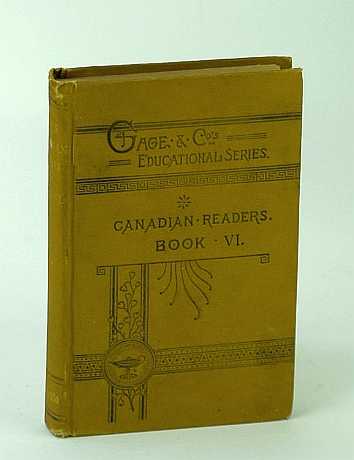 GAGE & CO'S
EDUCATIONAL SERIES.
CANADIAN · READERS.
BOOK · VI.